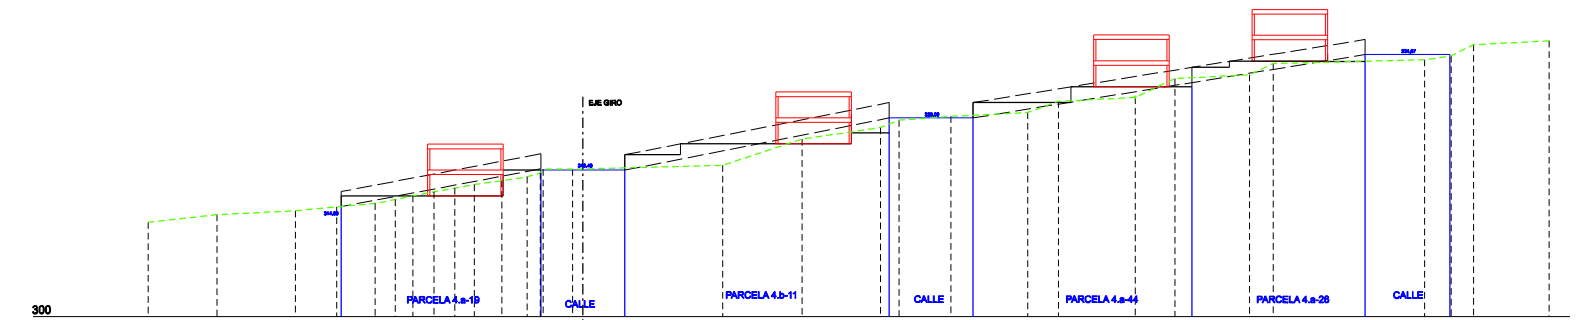 EJE GIRO
PARCELA 4.a-19
CALLE
PARCELA 4.b-11
CALLE
PARCELA 4.a-44
PARCELA 4.a-26
CALLE
300